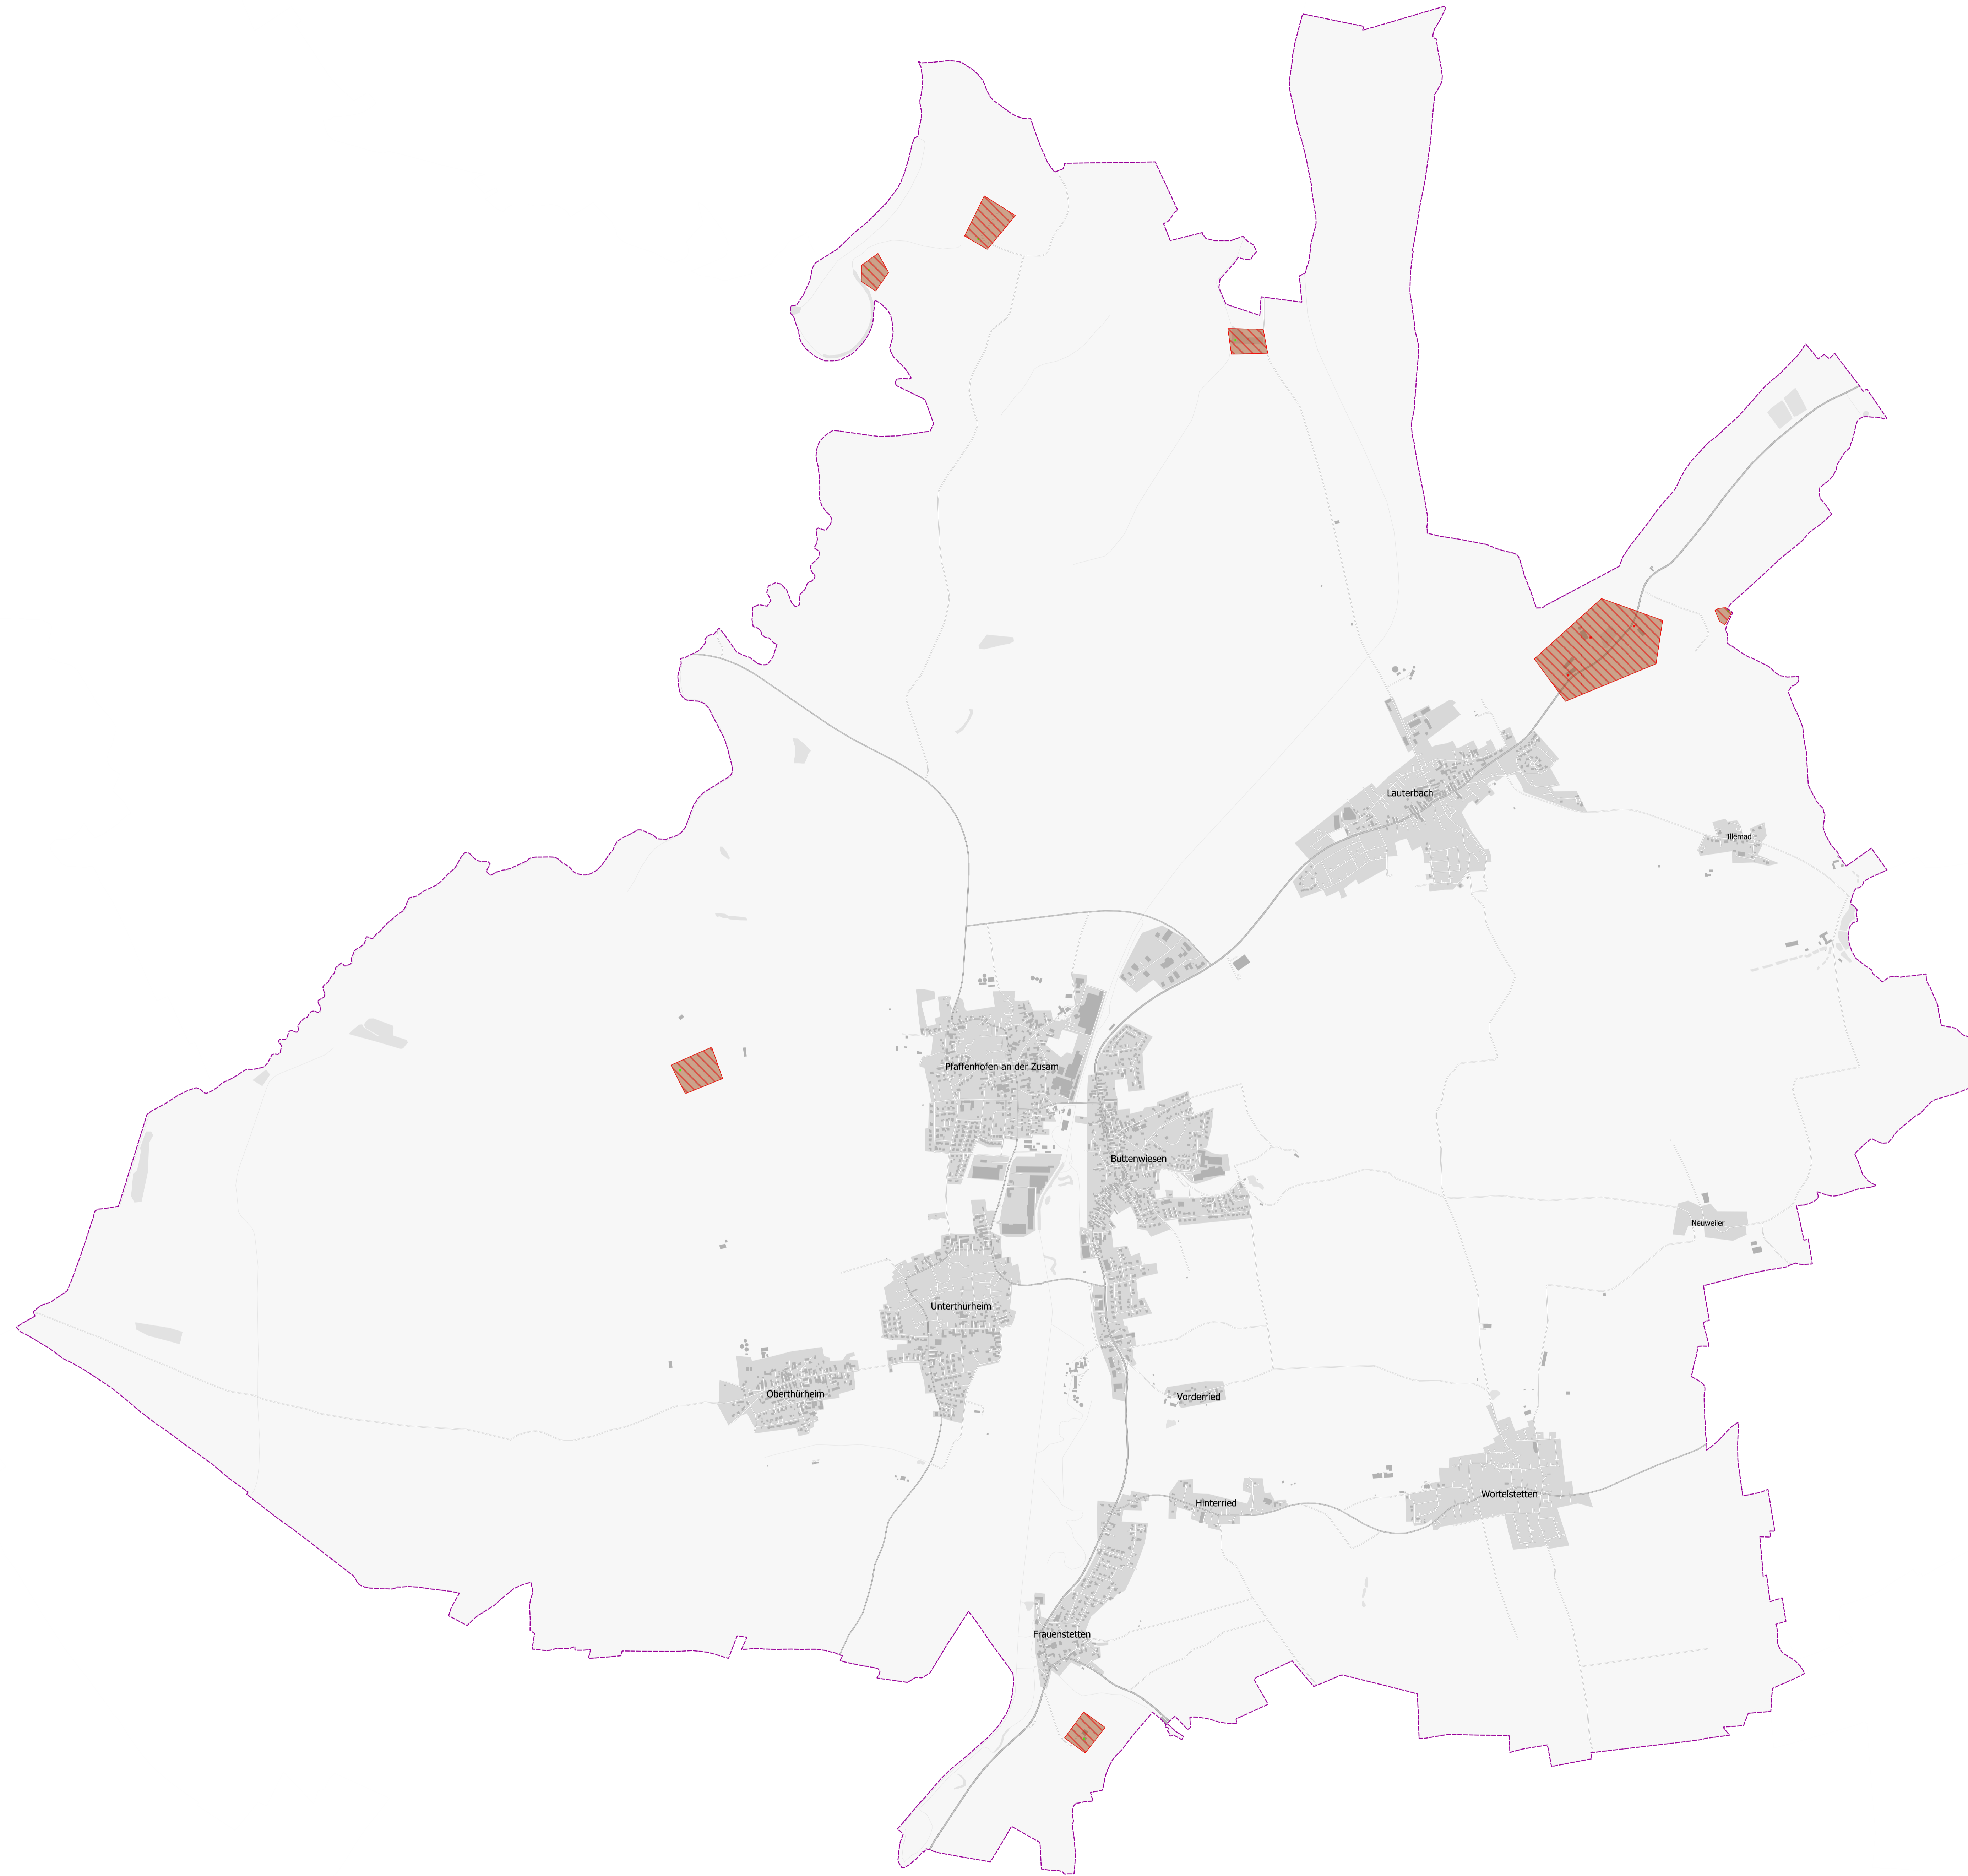 Lauterbach
Illemad
Pfaffenhofen an der Zusam
Buttenwiesen
Neuweiler
Unterthürheim
Oberthürheim
Vorderried
Wortelstetten
Hinterried
Frauenstetten